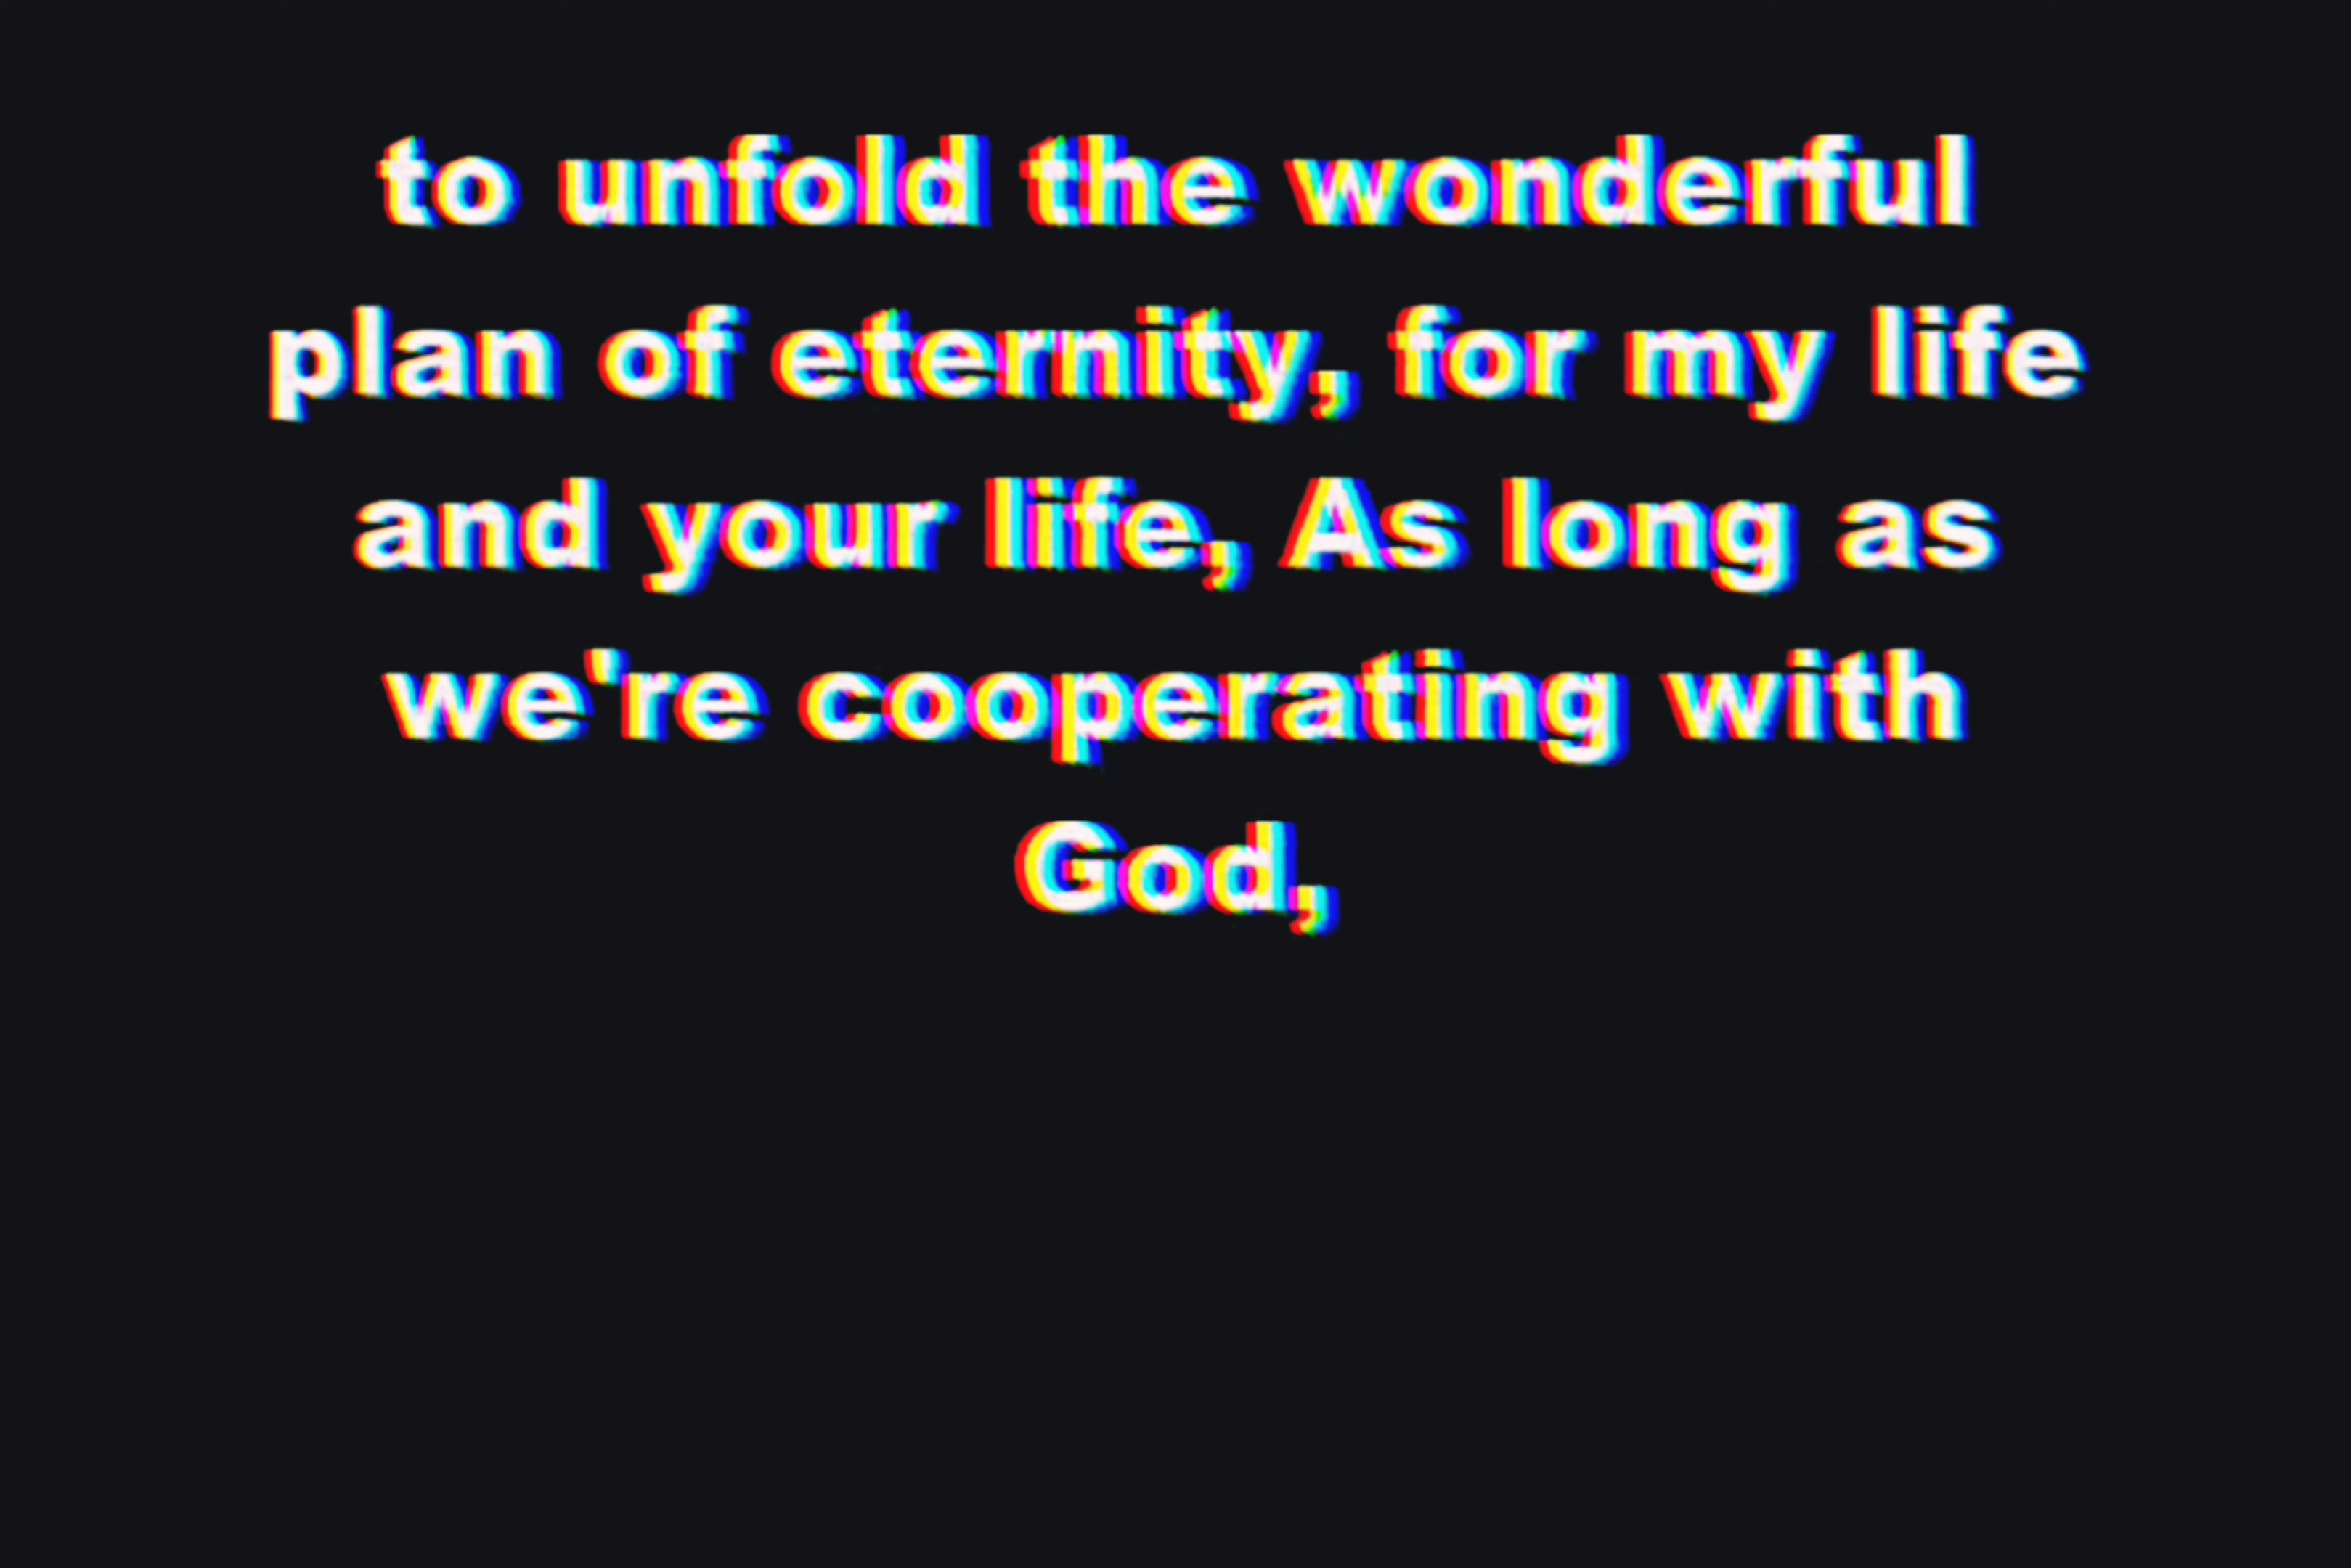 to unfold the wonderful
plan of eternity, for my life
and your life, As long as
we're cooperating with
God,